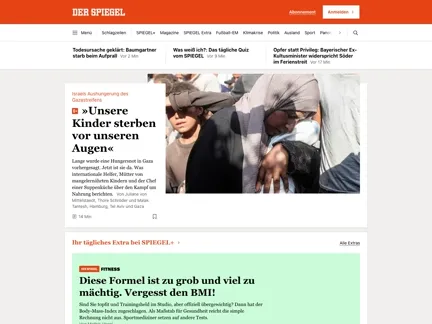 DER SPIEGEL
Abonnement
Anmelden
Menü Schlagzeilen SPIEGEL+ Magazine SPIEGEL Extra Fußball-EM Klimakrise Politik Ausland Sport
Todesursache geklärt: Baumgartner
starb beim Aufprall Vor 2 Min
Was weiß ich?: Das tägliche Quiz
vom SPIEGEL Vor 9 Min
Opfer statt Privileg: Bayerischer Ex-
Kultusminister widerspricht Söder
im Ferienstreit Vor 17 Min
Israels Aushungerung des
Gazastreifens
»Unsere
Kinder sterben
vor unseren
Augen«
Lange wurde eine Hungersnot in Gaza
vorhergesagt. Jetzt ist sie da. Was
internationale Helfer, Mütter von
mangelernährten Kindern und der Chef
einer Suppenküche über den Kampf um
Nahrung berichten. Von Juliane von
Mittelstaedt, Thore Schröder und
Hamburg, Tel Aviv und Gaza
14 Min
Ihr tägliches Extra bei SPIEGEL+
Alle Extras
FITNESS
Diese Formel ist zu grob und viel zu
mächtig. Vergesst den BMI!
Sind Sie topfit und Trainingsheld im Studio, aber offiziell übergewichtig? Dann hat der
Body-Mass-Index zugeschlagen. Als Maßstab für Gesundheit reicht die simple
Rechnung nicht aus. Sportmediziner setzen auf andere Tests.